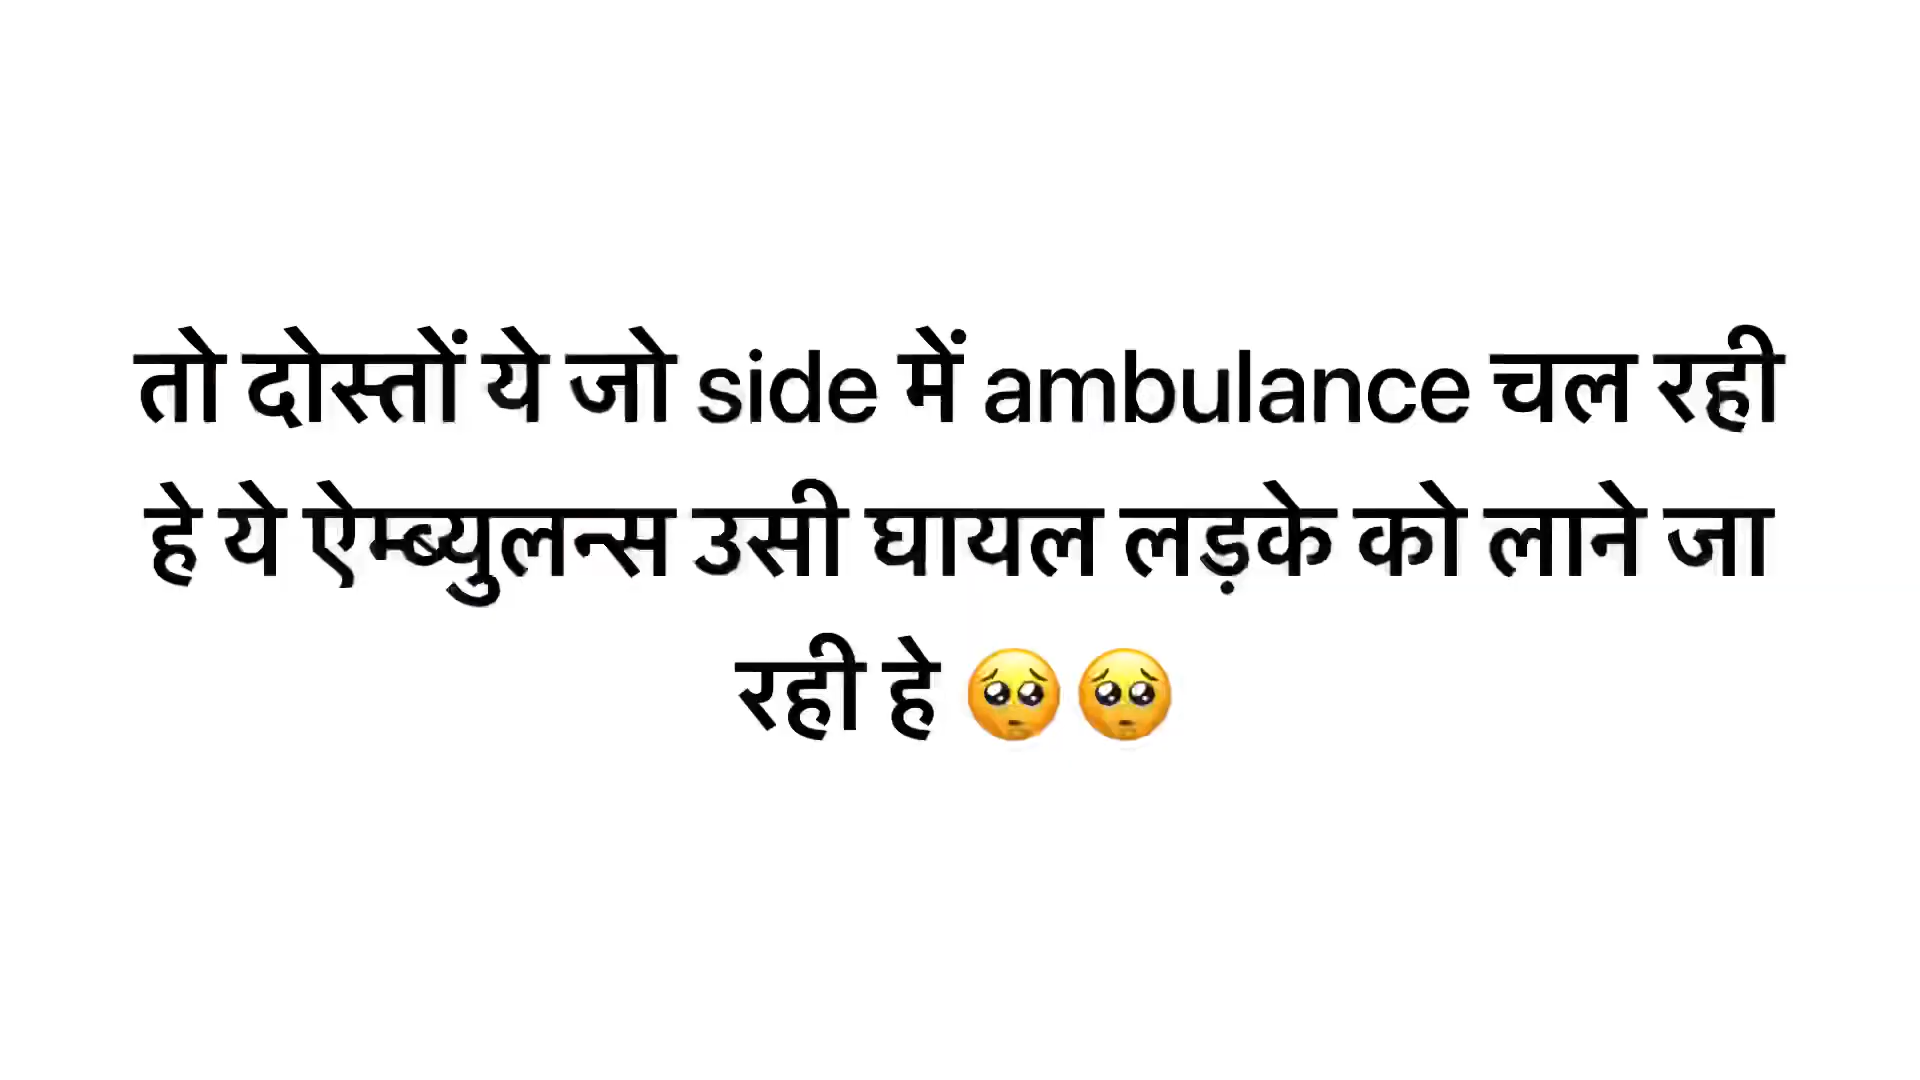 तो दोस्तों ये जो side में ambulance चल रही
हे ये ऐम्ब्युलन्स उसी घायल लड़के को लाने जा
रही हे 🥺🥺